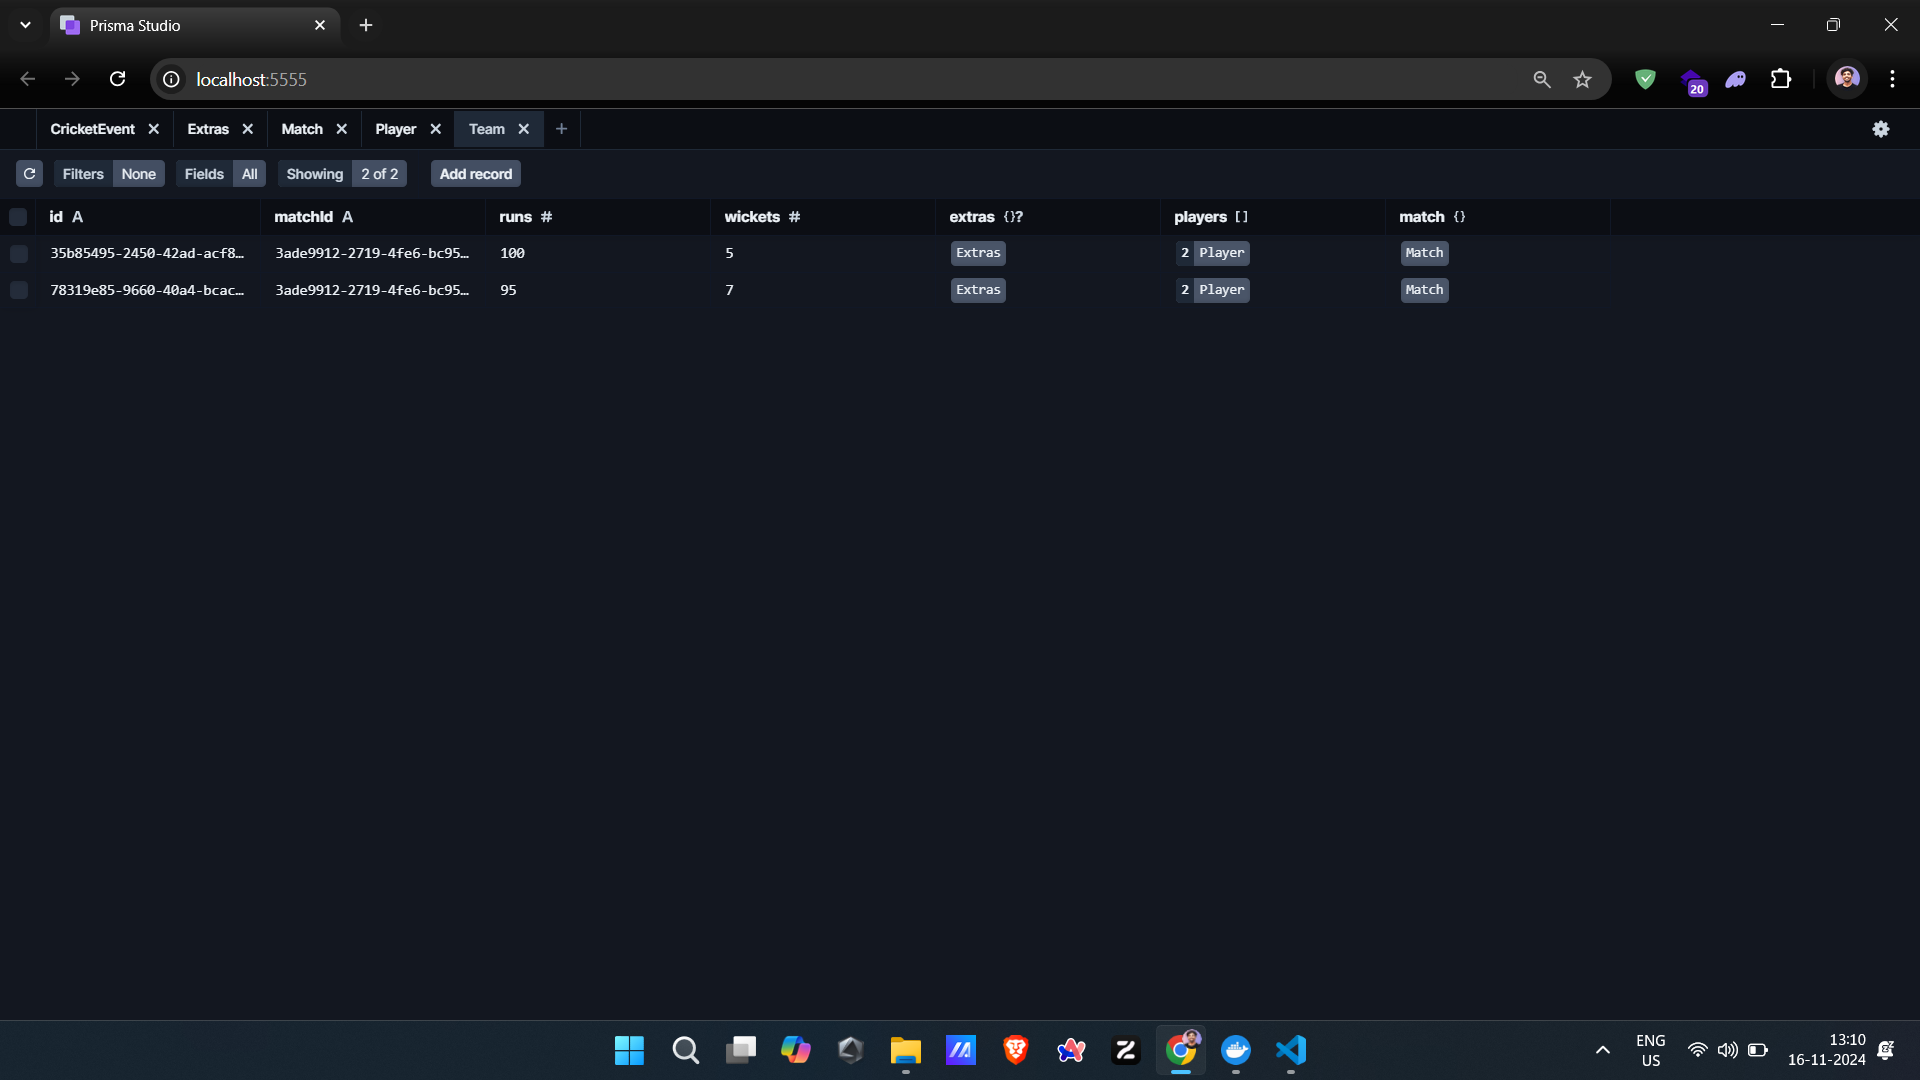 Prisma Studio
localhost:5555
20
CricketEvent Extras Match Player Team
Filters None Fields All Showing 2 of 2 Add record
id A matchId A runs # wickets # extras {}? players [] match {}
35b85495-2450-42ad-acf8… 3ade9912-2719-4fe6-bc95… 100 5 Extras 2 Player Match
78319e85-9660-40a4-bcac… 3ade9912-2719-4fe6-bc95… 95 7 Extras 2 Player Match
ENG 13:10
US 16-11-2024